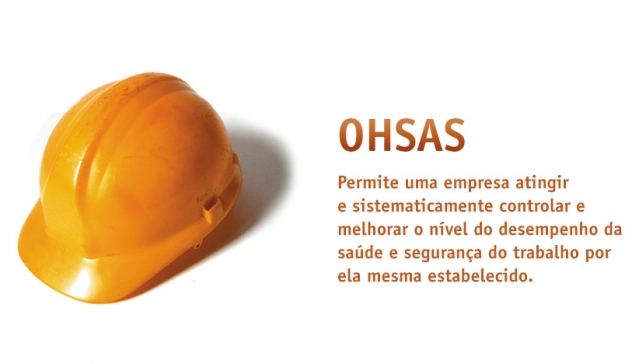 OHSAS
Permite uma empresa atingir
e sistematicamente controlar e
melhorar o nível do desempenho da
saúde e segurança do trabalho por
ela mesma estabelecido.